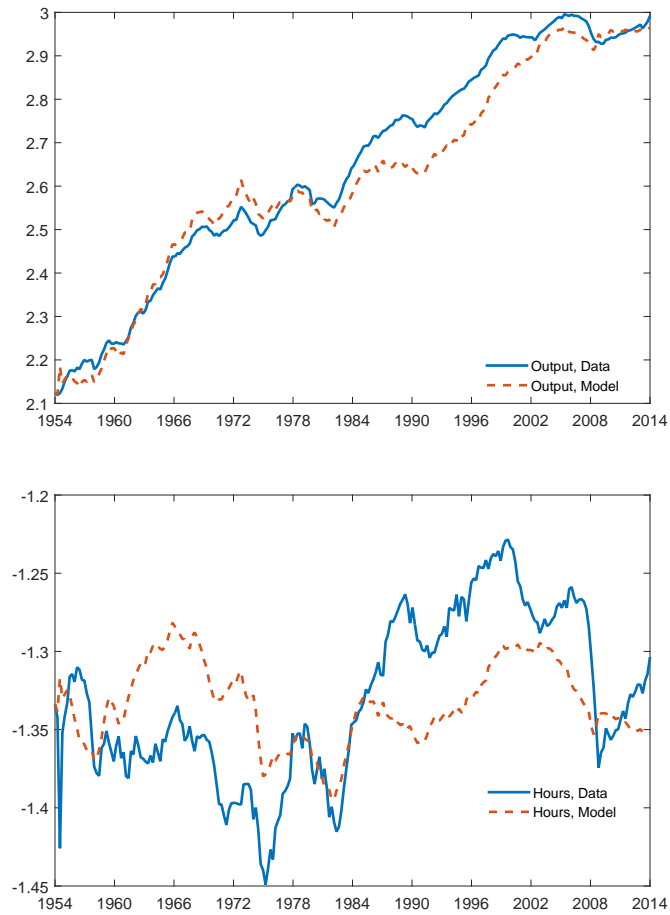 3
2.9
2.8
2.7
2.6
2.5
2.4
2.3
2.2
2.1
Output, Data
Output, Model
1954 1960 1966 1972 1978 1984 1990 1996 2002 2008 2014
-1.2
-1.25
-1.3
-1.35
-1.4
-1.45
Hours, Data
Hours, Model
1954 1960 1966 1972 1978 1984 1990 1996 2002 2008 2014